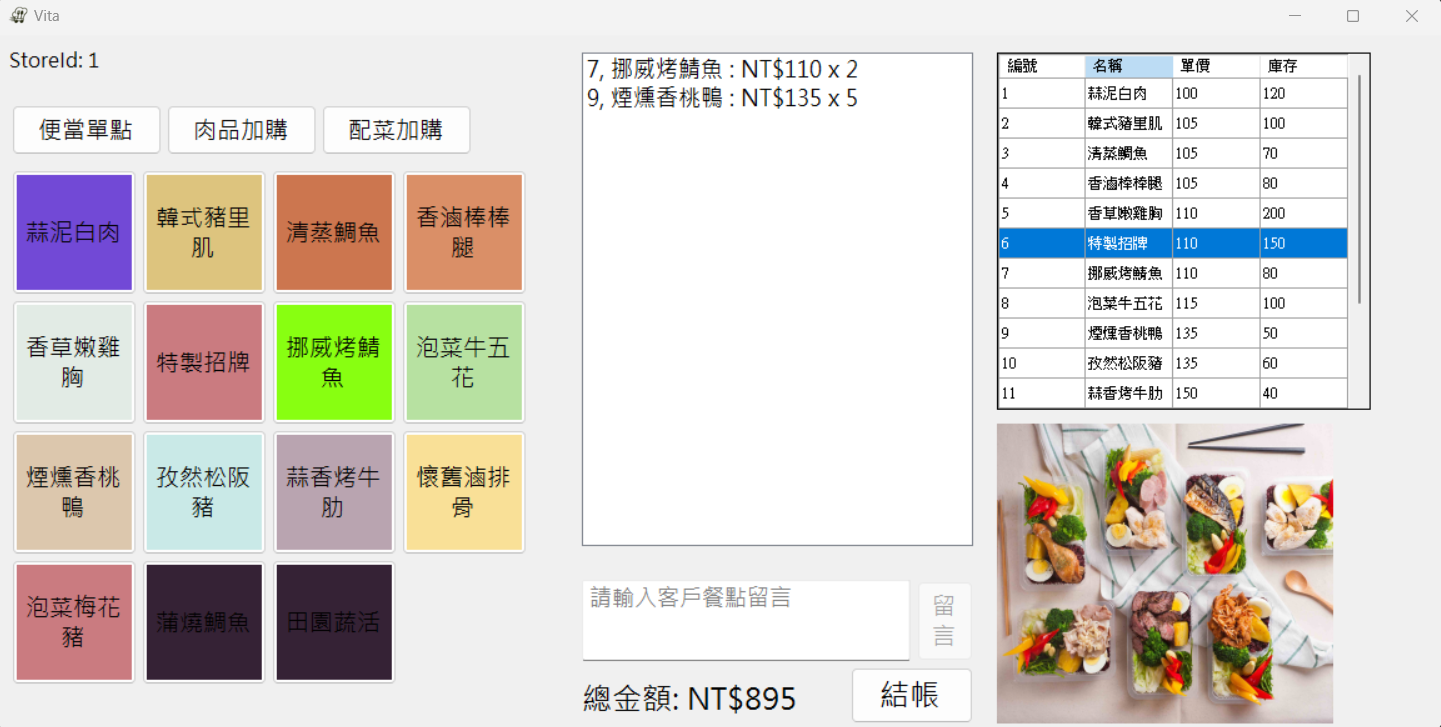 Vita
StoreId: 1
便當單點
肉品加購
配菜加購
蒜泥白肉
韓式豬里
肌
清蒸鯛魚
香滷棒棒
腿
香草嫩雞
胸
特製招牌
挪威烤鯖
魚
泡菜牛五
花
煙燻香桃
鴨
孜然松阪
豬
蒜香烤牛
肋
懷舊滷排
骨
泡菜梅花
豬
蒲燒鯛魚
田園蔬活
7, 挪威烤鯖魚 : NT$110 x 2
9, 煙燻香桃鴨 : NT$135 x 5
請輸入客戶餐點留言
留
言
總金額: NT$895
結帳
編號 名稱 單價 庫存
1 蒜泥白肉 100 120
2 韓式豬里肌 105 100
3 清蒸鯛魚 105 70
4 香滷棒棒腿 105 80
5 香草嫩雞胸 110 200
6 特製招牌 110 150
7 挪威烤鯖魚 110 80
8 泡菜牛五花 115 100
9 煙燻香桃鴨 135 50
10 孜然松阪豬 135 60
11 蒜香烤牛肋 150 40